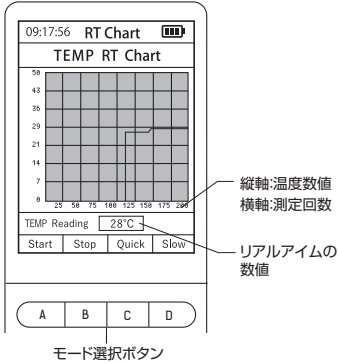 09:17:56 RT Chart
TEMP RT Chart
50
43
36
29
21
14
7
0
25 50 75 100 125 150 175 200
縦軸:温度数値
横軸:測定回数
TEMP Reading 28°C
リアルアイムの
数値
Start Stop Quick Slow
A B C D
モード選択ボタン